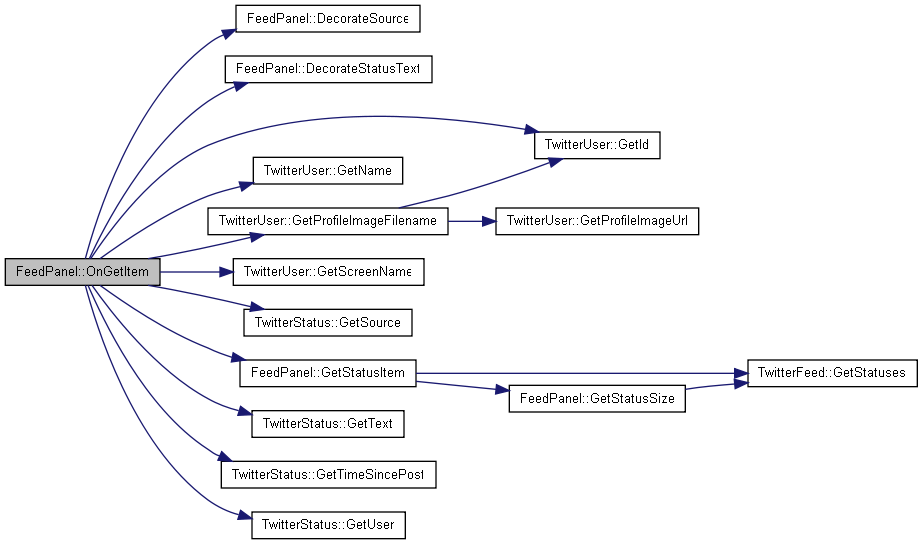 FeedPanel::DecorateSource
FeedPanel::DecorateStatusText
TwitterUser::GetId
TwitterUser::GetName
TwitterUser::GetProfileImageFilename
TwitterUser::GetProfileImageUrl
FeedPanel::OnGetItem
TwitterUser::GetScreenName
TwitterStatus::GetSource
FeedPanel::GetStatusItem
TwitterFeed::GetStatuses
FeedPanel::GetStatusSize
TwitterStatus::GetText
TwitterStatus::GetTimeSincePost
TwitterStatus::GetUser